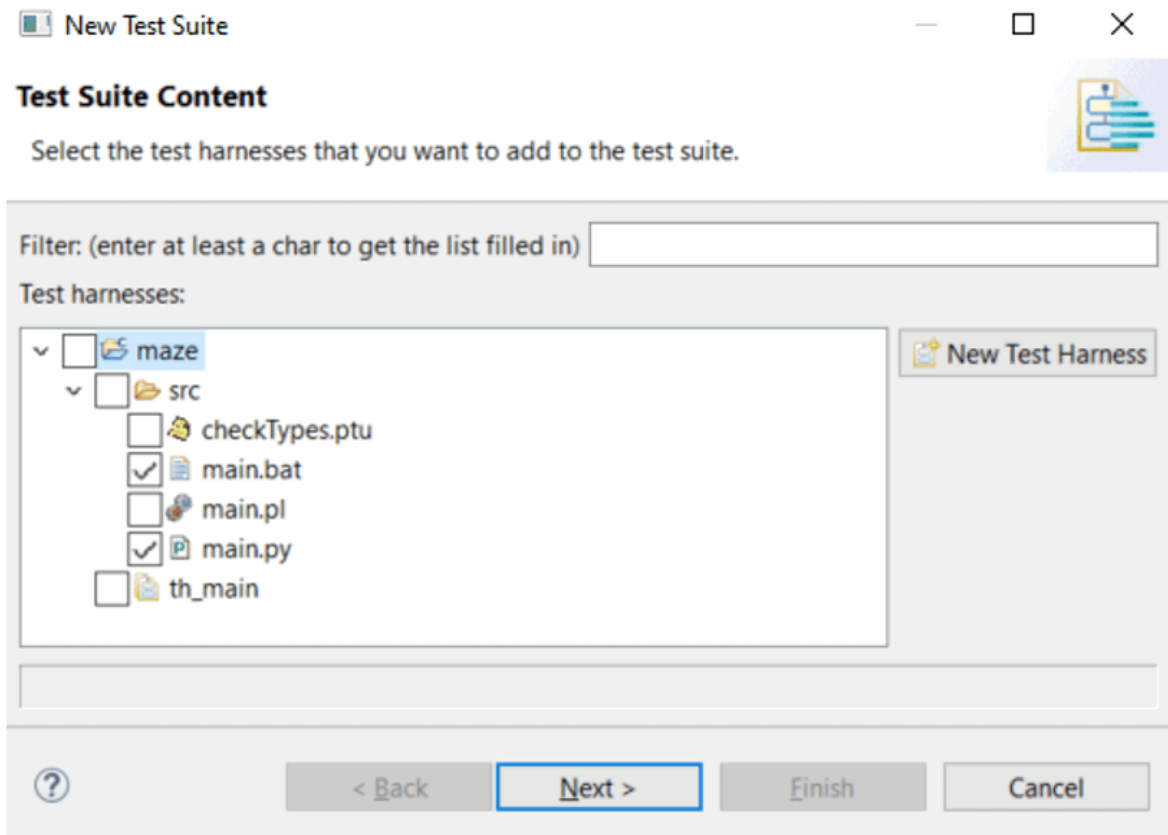 New Test Suite
Test Suite Content
Select the test harnesses that you want to add to the test suite.
Filter: (enter at least a char to get the list filled in)
Test harnesses:
maze
New Test Harness
src
checkTypes.ptu
main.bat
main.pl
main.py
th_main
< Back
Next >
Finish
Cancel